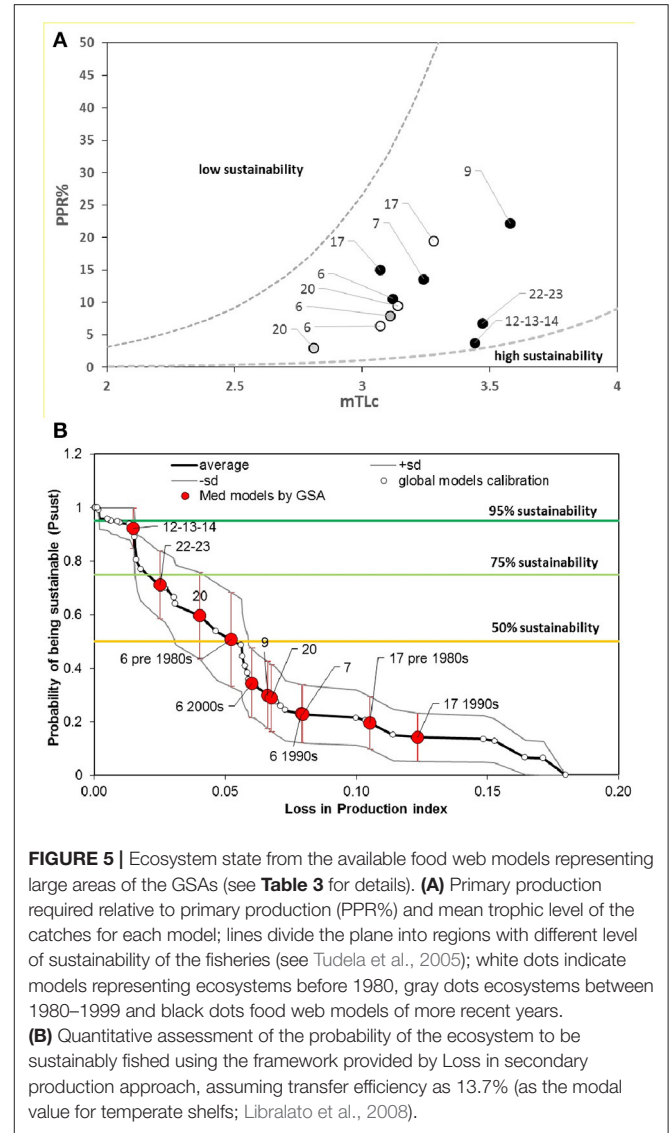 A
50
45
40
35
30
25
20
15
10
5
0
PPR%
low sustainability
9
17
7
17
6
20
6
6
20
22-23
12-13-14
high sustainability
2 2.5 3 3.5 4
mTLc
B
1.2
1
0.8
0.6
0.4
0.2
0
Probability of being sustainable (Psust)
average +sd
-sd global models calibration
Med models by GSA
95% sustainability
12-13-14
22-23
75% sustainability
20
50% sustainability
6 pre 1980s
9
20
7
17 pre 1980s
6 2000s
6 1990s
17 1990s
0.00 0.05 0.10 0.15 0.20
Loss in Production index
FIGURE 5 | Ecosystem state from the available food web models representing
large areas of the GSAs (see Table 3 for details). (A) Primary production
required relative to primary production (PPR%) and mean trophic level of the
catches for each model; lines divide the plane into regions with different level
of sustainability of the fisheries (see Tudela et al., 2005); white dots indicate
models representing ecosystems before 1980, gray dots ecosystems between
1980–1999 and black dots food web models of more recent years.
(B) Quantitative assessment of the probability of the ecosystem to be
sustainably fished using the framework provided by Loss in secondary
production approach, assuming transfer efficiency as 13.7% (as the modal
value for temperate shelfs; Libralato et al., 2008).